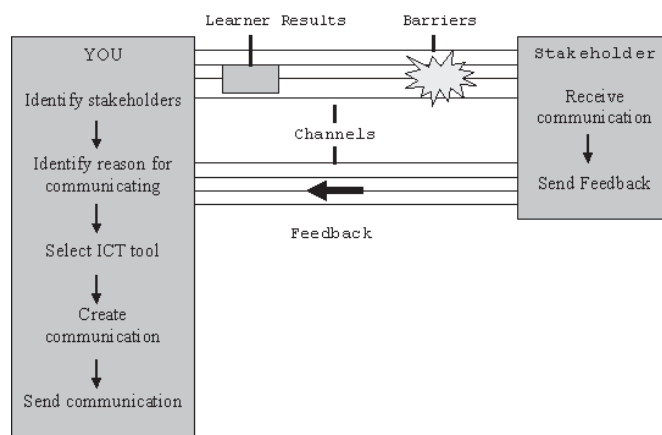 Learner Results
Barriers
YOU
Identify stakeholders
Identify reason for
communicating
Select ICT tool
Create
communication
Send communication
Channels
Feedback
Stakeholder
Receive
communication
Send Feedback